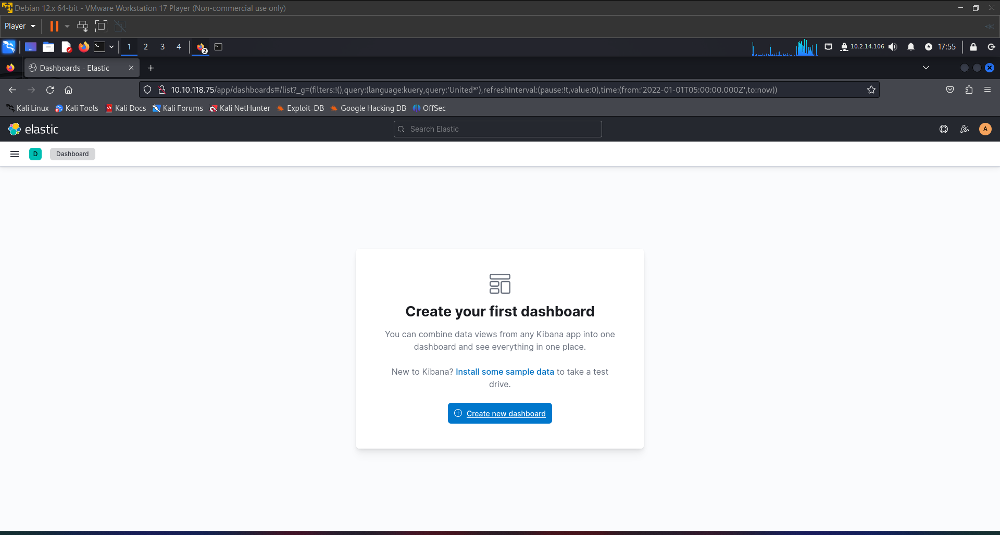 Debian 12.x 64-bit - VMware Workstation 17 Player (Non-commercial use only)
Player
1 2 3 4 2 10.2.14.106 17:55
Dashboards - Elastic
10.10.118.75/app/dashboards#/list?_g=(filters:!(),query:(language:kuery,query:'United*'),refreshInterval:(pause:!t,value:0),time:(from:'2022-01-01T05:00:00.000Z',to:now))
Kali Linux Kali Tools Kali Docs Kali Forums Kali NetHunter Exploit-DB Google Hacking DB OffSec
elastic Search Elastic A
D Dashboard
Create your first dashboard
You can combine data views from any Kibana app into one
dashboard and see everything in one place.
New to Kibana? Install some sample data to take a test
drive.
Create new dashboard